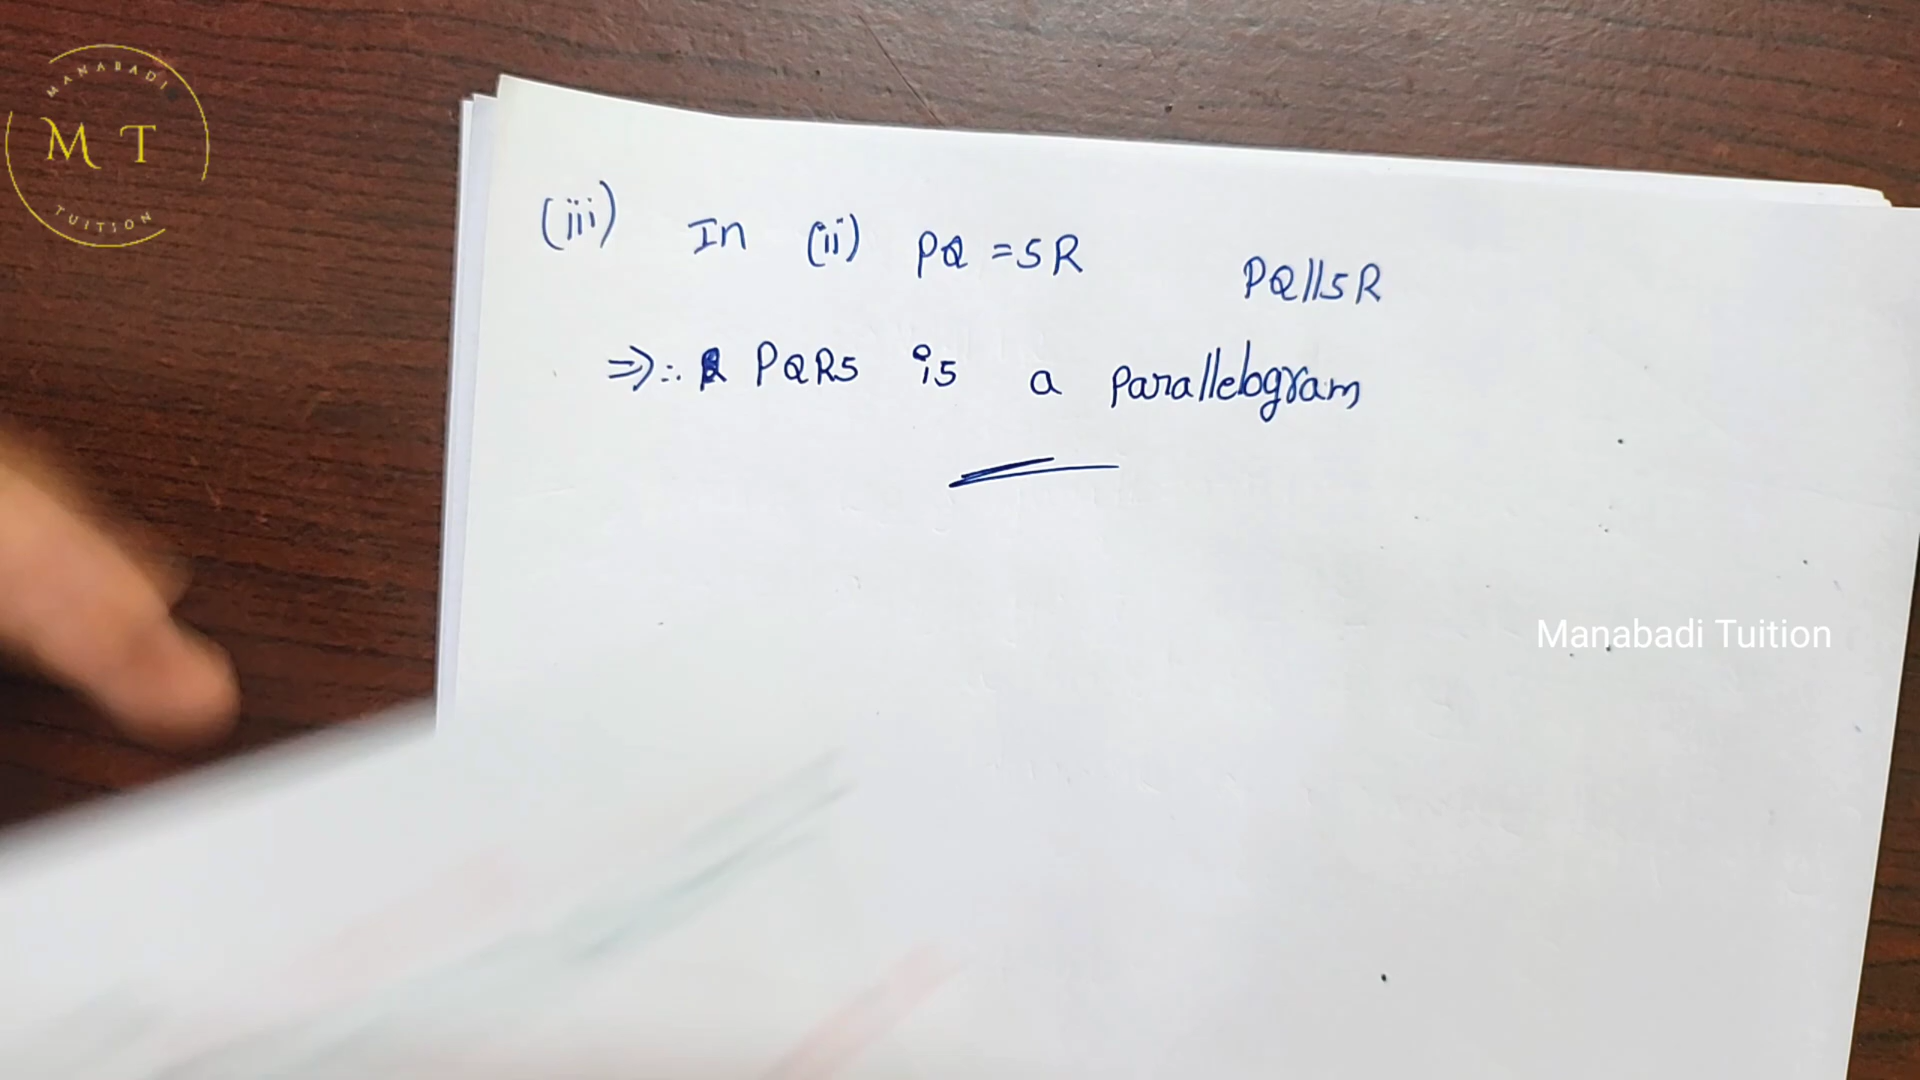 MANABADI
M T
TUITION
(iii) In (ii) PQ = SR PQ||SR
⇒ ∴ PQRS is a parallelogram
Manabadi Tuition